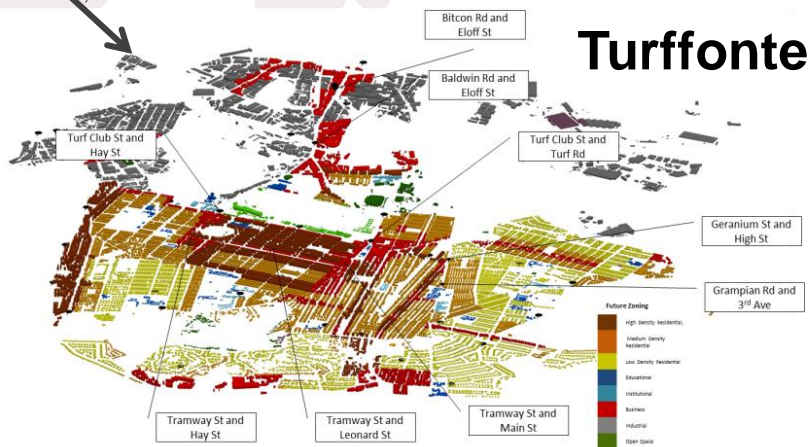 Turffonte
Bitcon Rd and
Eloff St
Baldwin Rd and
Eloff St
Turf Club St and
Hay St
Turf Club St and
Turf Rd
Geranium St and
High St
Grampian Rd and
3rd Ave
Future Zoning
High Density Residential;
Medium Density
Residential
Low Density Residential
Educational
Institutional
Business
Industrial
Open Space
Tramway St and
Hay St
Tramway St and
Leonard St
Tramway St and
Main St